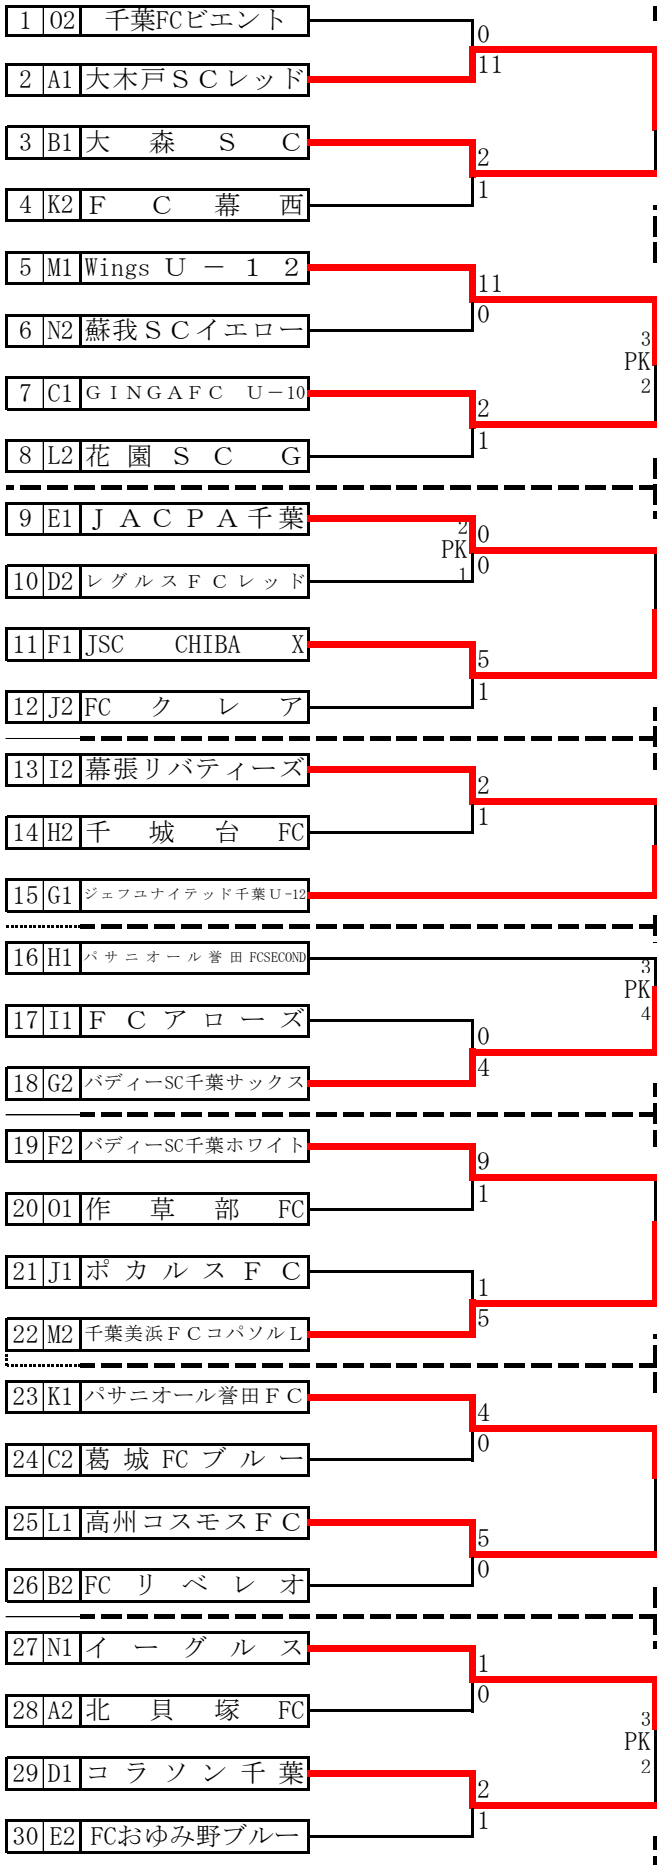 1 O2 千葉FCビエント
0
11
2 A1 大木戸ＳＣレッド
3 B1 大森ＳＣ
2
1
4 K2 ＦＣ幕西
5 M1 Wings Ｕ－１２
11
0
6 N2 蘇我ＳＣイエロー
3
PK
2
7 C1 ＧＩＮＧＡＦＣ Ｕ－10
2
1
8 L2 花園ＳＣ Ｇ
9 E1 ＪＡＣＰＡ千葉
2 0
PK
1 0
10 D2 レグルスＦＣレッド
11 F1 JSC CHIBA X
5
1
12 J2 FC クレア
13 I2 幕張リバティーズ
2
1
14 H2 千城台 FC
15 G1 ジェフユナイテッド千葉Ｕ-12
16 H1 パサニオール誉田 FCSECOND
3
PK
4
17 I1 ＦＣアローズ
0
4
18 G2 バディーSC千葉サックス
19 F2 バディーSC千葉ホワイト
9
1
20 O1 作草部 FC
21 J1 ポカルスＦＣ
1
5
22 M2 千葉美浜ＦＣコパソルＬ
23 K1 パサニオール誉田ＦＣ
4
0
24 C2 葛城 FC ブルー
25 L1 高州コスモスＦＣ
5
0
26 B2 FC リベレオ
27 N1 イーグルス
1
0
28 A2 北貝塚 FC
3
PK
2
29 D1 コラソン千葉
2
1
30 E2 FCおゆみ野ブルー